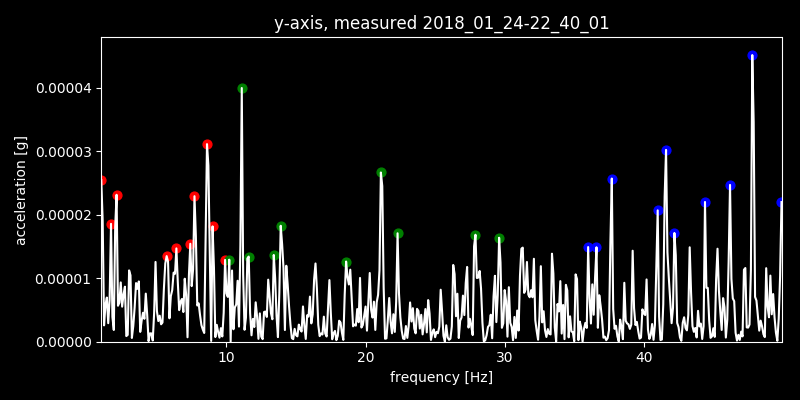 y-axis, measured 2018_01_24-22_40_01
acceleration [g]
0.00004
0.00003
0.00002
0.00001
0.00000
10 20 30 40
frequency [Hz]